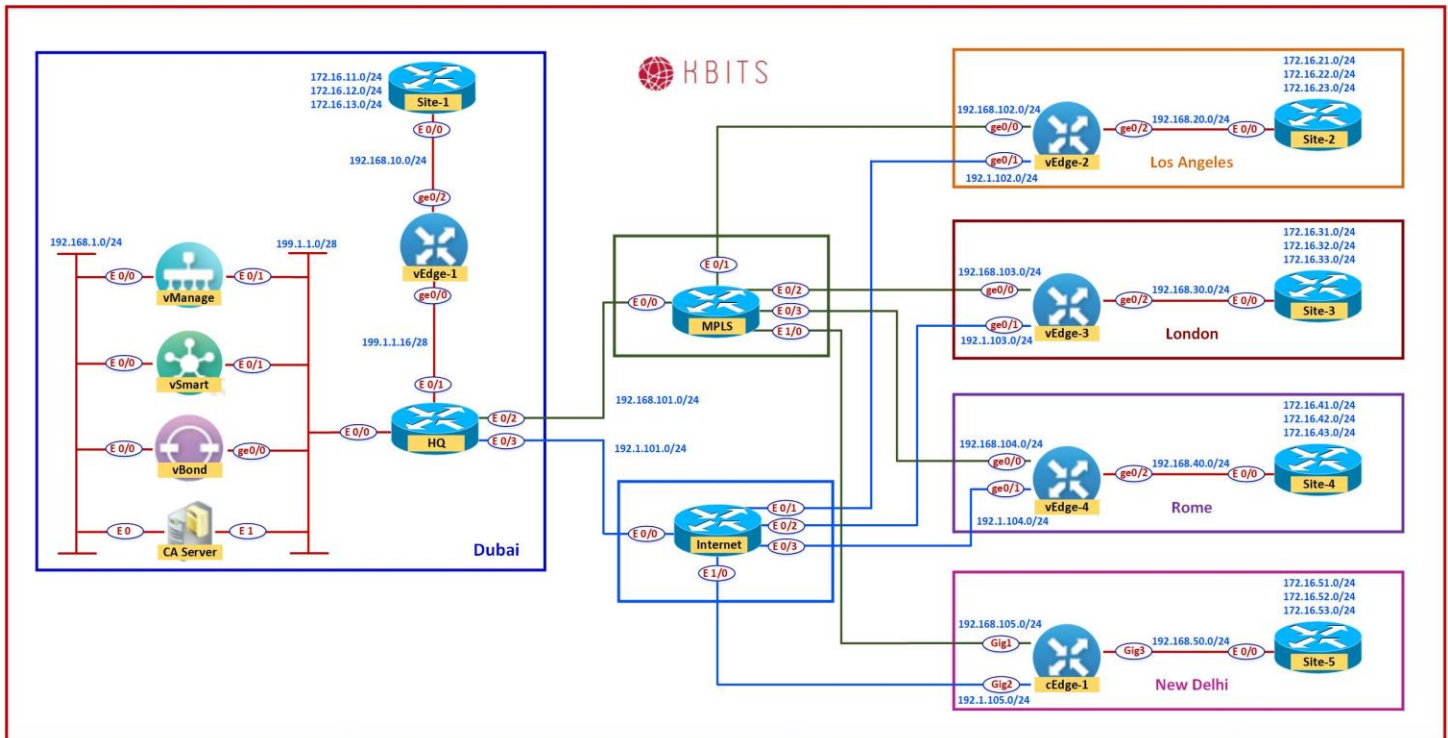 KBITS
172.16.11.0/24
172.16.12.0/24
172.16.13.0/24
Site-1
E 0/0
192.168.10.0/24
ge0/2
vEdge-1
ge0/0
199.1.1.16/28
E 0/1
HQ
E 0/0
E 0/2
E 0/3
192.168.1.0/24
199.1.1.0/28
E 0/0
vManage
E 0/1
E 0/0
vSmart
E 0/1
E 0/0
vBond
ge0/0
E 0
CA Server
E 1
Dubai
192.168.101.0/24
192.1.101.0/24
E 0/1
E 0/0
MPLS
E 0/2
E 0/3
E 1/0
E 0/0
Internet
E 0/1
E 0/2
E 0/3
E 1/0
172.16.21.0/24
172.16.22.0/24
172.16.23.0/24
192.168.102.0/24
ge0/0
ge0/1
192.1.102.0/24
vEdge-2
ge0/2
192.168.20.0/24
E 0/0
Site-2
Los Angeles
172.16.31.0/24
172.16.32.0/24
172.16.33.0/24
192.168.103.0/24
ge0/0
ge0/1
192.1.103.0/24
vEdge-3
ge0/2
192.168.30.0/24
E 0/0
Site-3
London
172.16.41.0/24
172.16.42.0/24
172.16.43.0/24
192.168.104.0/24
ge0/0
ge0/1
192.1.104.0/24
vEdge-4
ge0/2
192.168.40.0/24
E 0/0
Site-4
Rome
172.16.51.0/24
172.16.52.0/24
172.16.53.0/24
192.168.105.0/24
Gig1
Gig2
192.1.105.0/24
cEdge-1
Gig3
192.168.50.0/24
E 0/0
Site-5
New Delhi